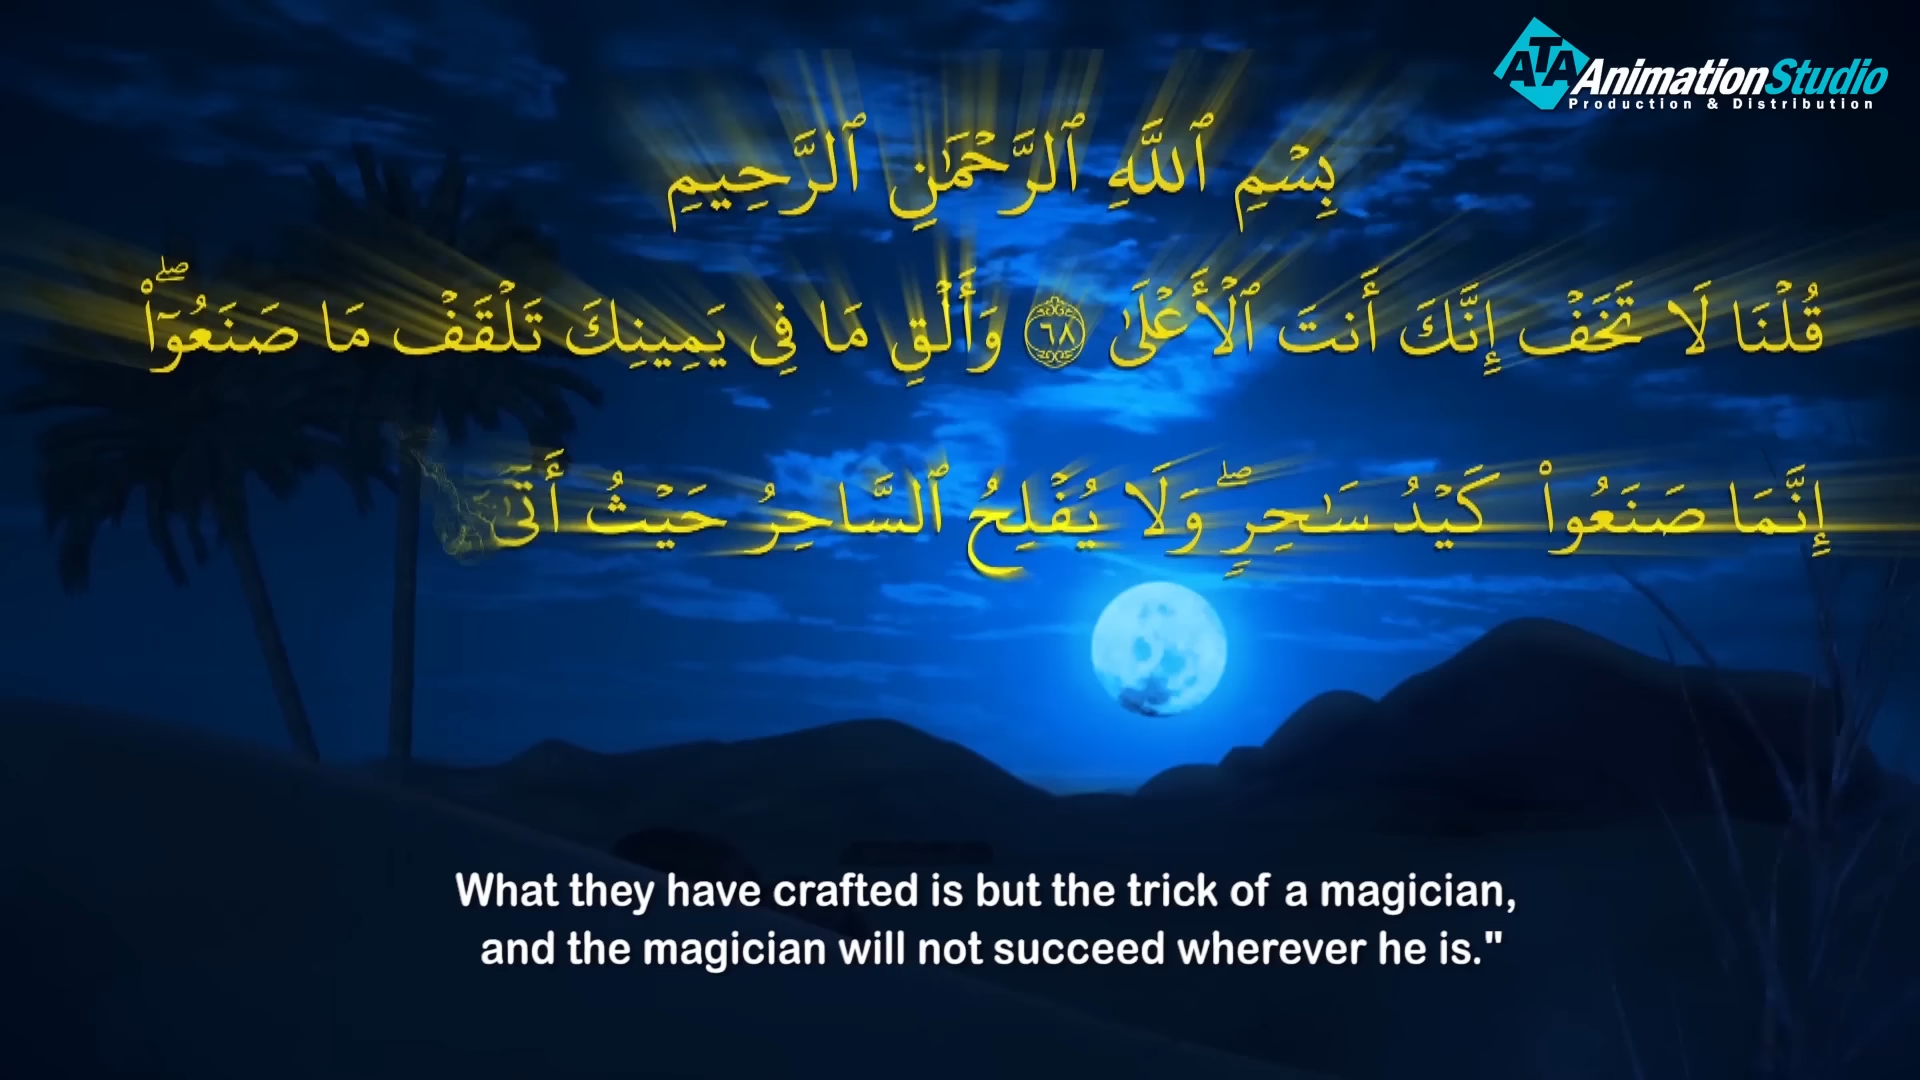 ATA AnimationStudio
Production & Distribution
بِسْمِ ٱللَّهِ ٱلرَّحْمَٰنِ ٱلرَّحِيمِ
قُلْنَا لَا تَخَفْ إِنَّكَ أَنتَ ٱلْأَعْلَىٰ ۝٦٨ وَأَلْقِ مَا فِى يَمِينِكَ تَلْقَفْ مَا صَنَعُوٓا۟ ۖ
إِنَّمَا صَنَعُوا۟ كَيْدُ سَٰحِرٍ ۖ وَلَا يُفْلِحُ ٱلسَّاحِرُ حَيْثُ أَتَىٰ
What they have crafted is but the trick of a magician,
and the magician will not succeed wherever he is."